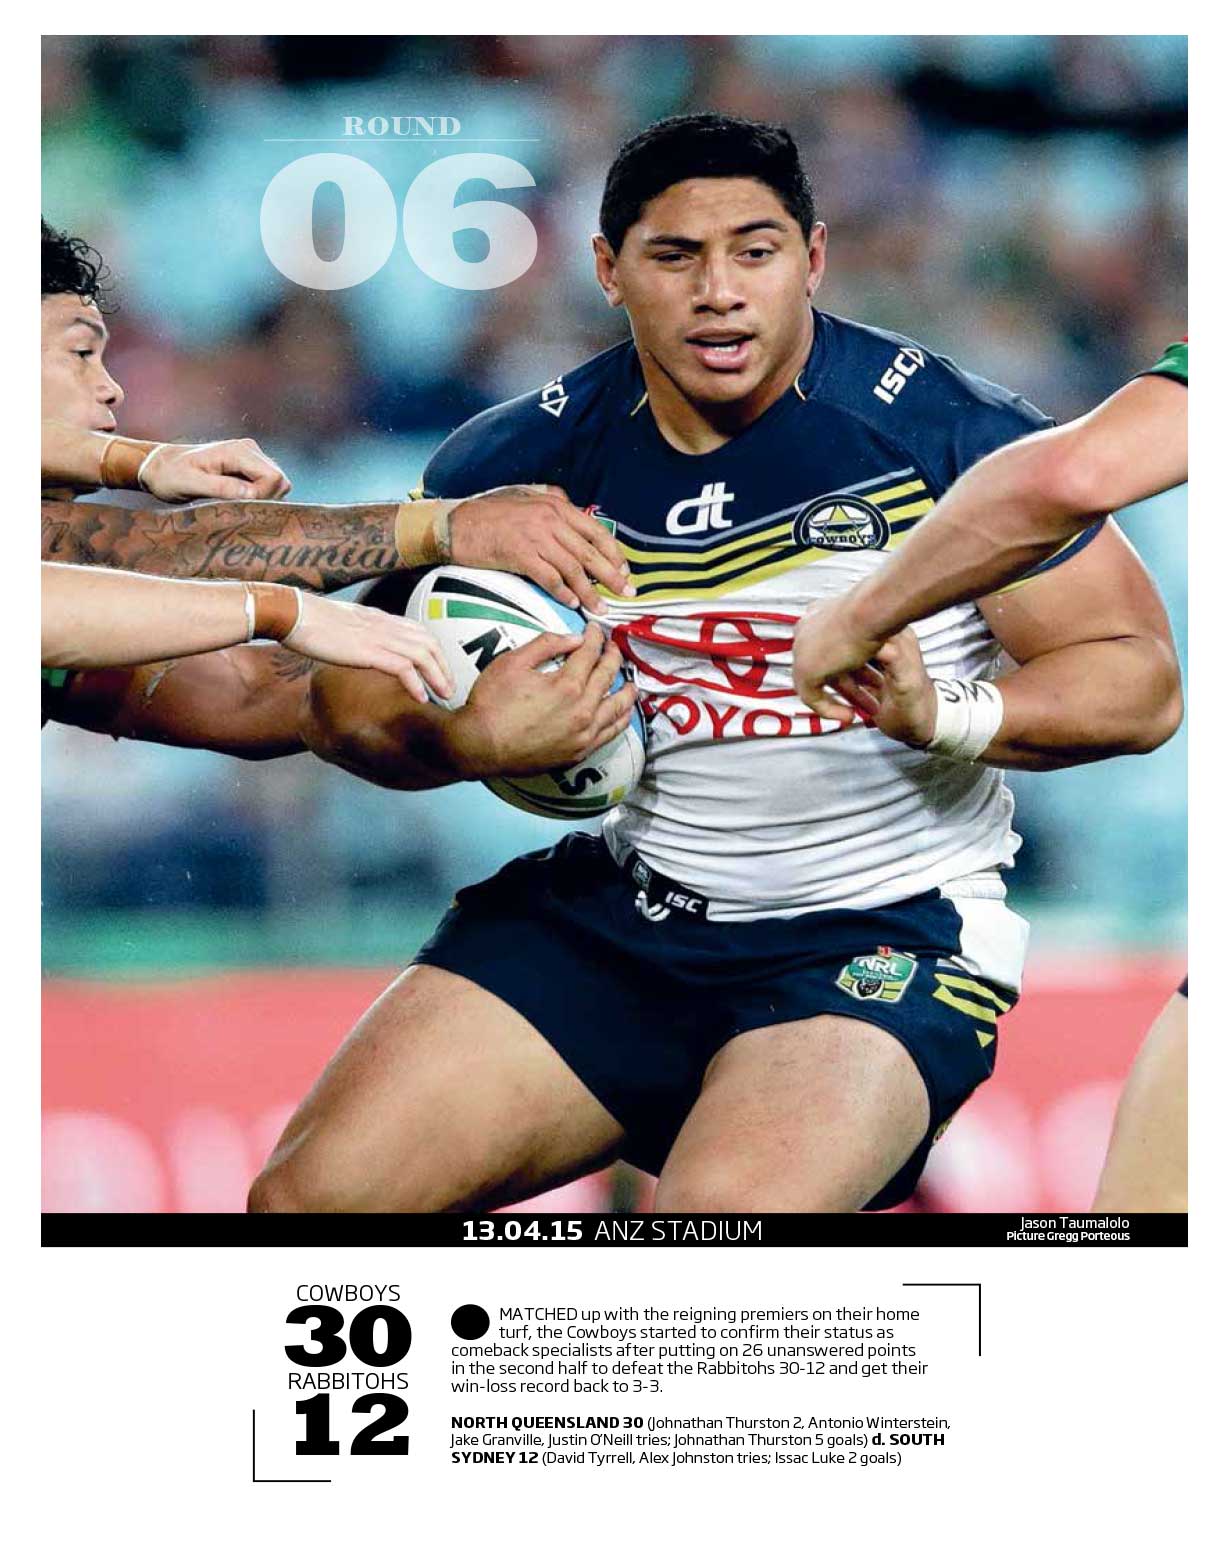 ROUND
06
ISC
Jeramiah
dt
COWBOYS
TOYOTA
ISC
NRL
13.04.15 ANZ STADIUM
Jason Taumalolo
Picture Gregg Porteous
COWBOYS
30
RABBITOHS
12
MATCHED up with the reigning premiers on their home
turf, the Cowboys started to confirm their status as
comeback specialists after putting on 26 unanswered points
in the second half to defeat the Rabbitohs 30-12 and get their
win-loss record back to 3-3.
NORTH QUEENSLAND 30 (Johnathan Thurston 2, Antonio Winterstein,
Jake Granville, Justin O’Neill tries; Johnathan Thurston 5 goals) d. SOUTH
SYDNEY 12 (David Tyrrell, Alex Johnston tries; Issac Luke 2 goals)